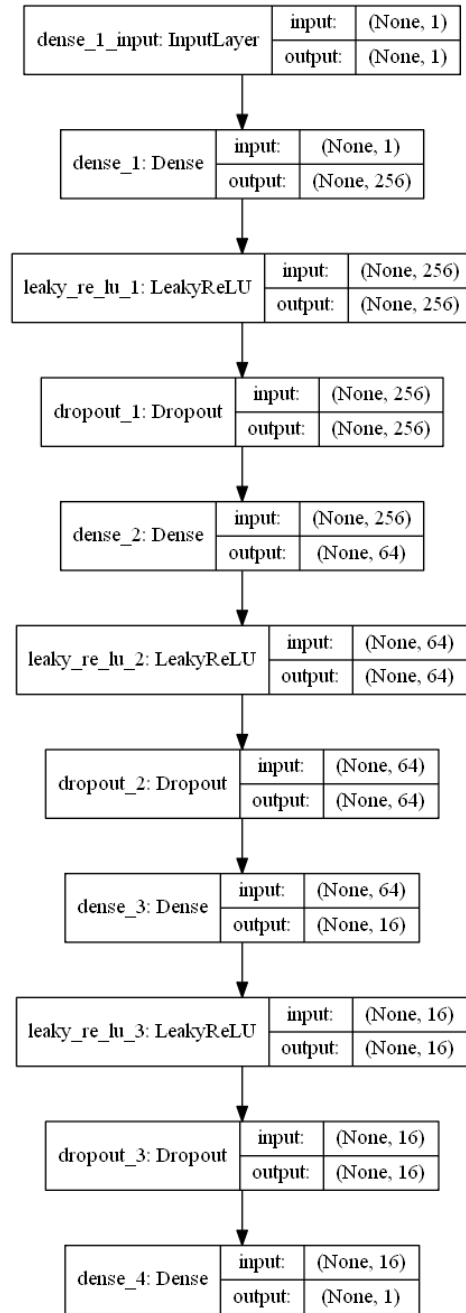 dense_1_input: InputLayer
input: (None, 1)
output: (None, 1)
dense_1: Dense
input: (None, 1)
output: (None, 256)
leaky_re_lu_1: LeakyReLU
input: (None, 256)
output: (None, 256)
dropout_1: Dropout
input: (None, 256)
output: (None, 256)
dense_2: Dense
input: (None, 256)
output: (None, 64)
leaky_re_lu_2: LeakyReLU
input: (None, 64)
output: (None, 64)
dropout_2: Dropout
input: (None, 64)
output: (None, 64)
dense_3: Dense
input: (None, 64)
output: (None, 16)
leaky_re_lu_3: LeakyReLU
input: (None, 16)
output: (None, 16)
dropout_3: Dropout
input: (None, 16)
output: (None, 16)
dense_4: Dense
input: (None, 16)
output: (None, 1)